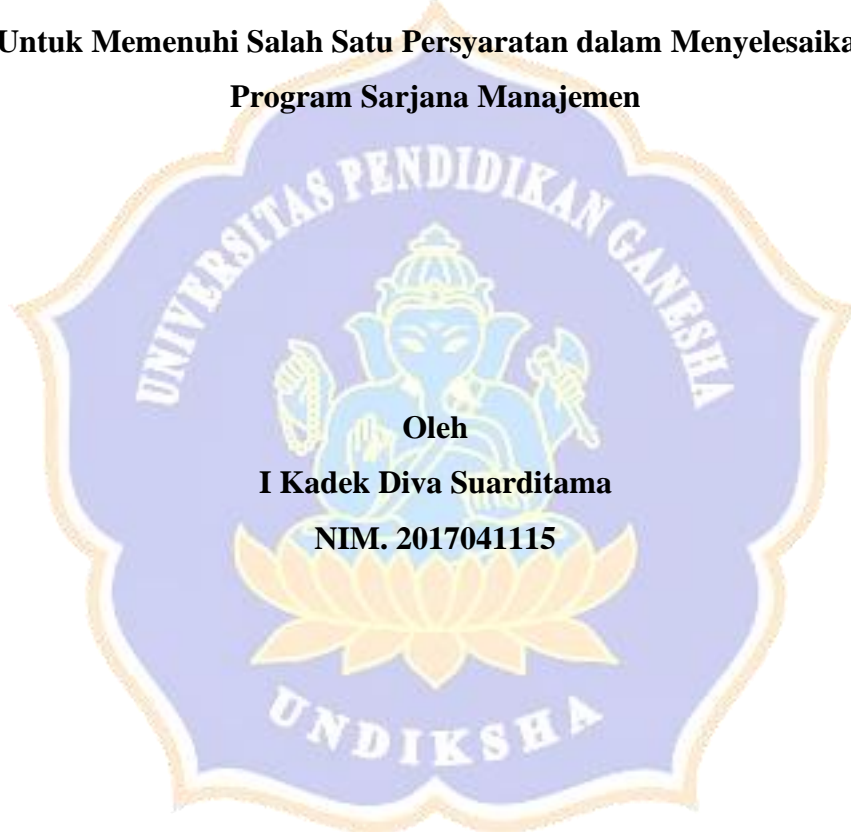 Untuk Memenuhi Salah Satu Persyaratan dalam Menyelesaika
Program Sarjana Manajemen
UNIVERSITAS PENDIDIKAN GANESHA
Oleh
I Kadek Diva Suarditama
NIM. 2017041115
UNDIKSHA